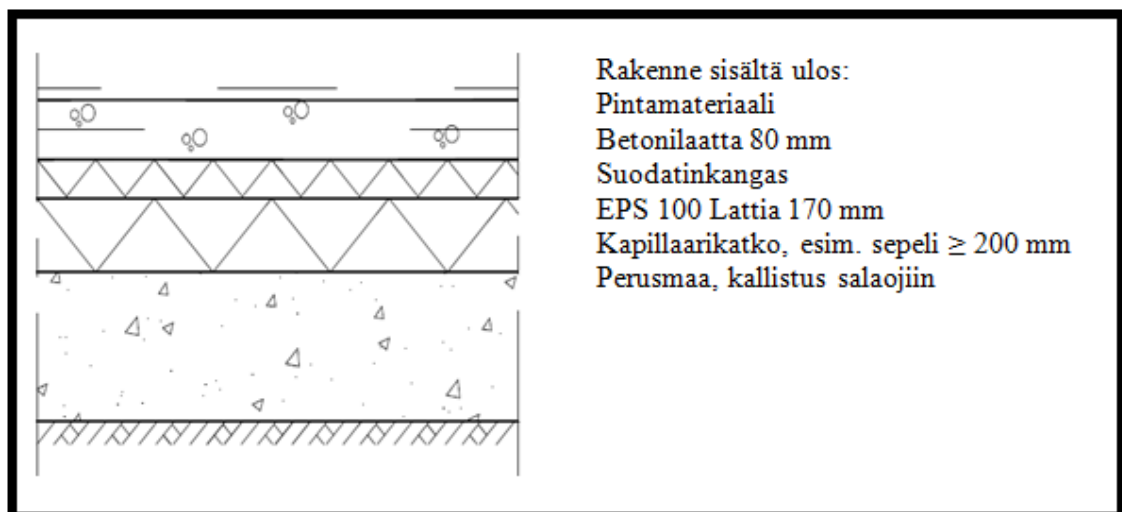 Rakenne sisältä ulos:
Pintamateriaali
Betonilaatta 80 mm
Suodatinkangas
EPS 100 Lattia 170 mm
Kapillaarikatko, esim. sepeli ≥ 200 mm
Perusmaa, kallistus salaojiin